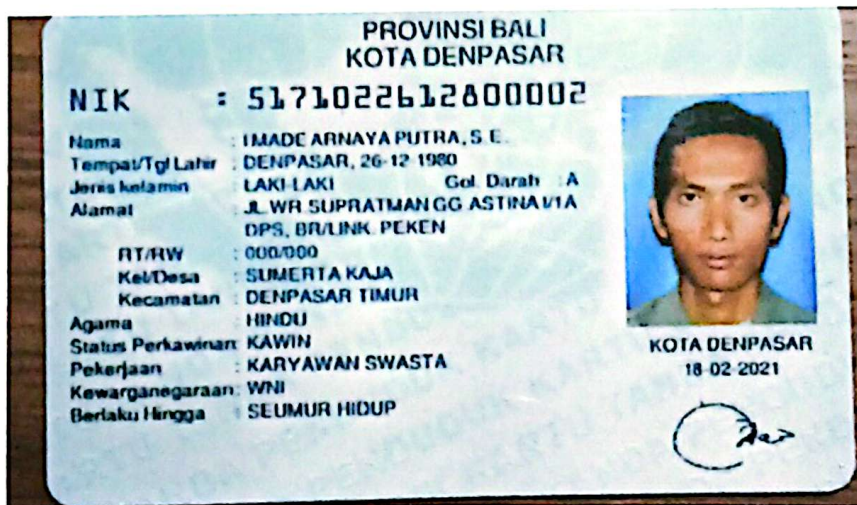 PROVINSI BALI
KOTA DENPASAR
NIK : 5171022612800002
Nama : I MADE ARNAYA PUTRA, S.E.
Tempat/Tgl Lahir : DENPASAR, 26-12-1980
Jenis kelamin : LAKI-LAKI Gol. Darah : A
Alamat : JL. WR. SUPRATMAN GG ASTINA I/1A
DPS, BR/LINK. PEKEN
RT/RW : 000/000
Kel/Desa : SUMERTA KAJA
Kecamatan : DENPASAR TIMUR
Agama : HINDU
Status Perkawinan: KAWIN
Pekerjaan : KARYAWAN SWASTA
Kewarganegaraan: WNI
Berlaku Hingga : SEUMUR HIDUP
KOTA DENPASAR
18-02-2021